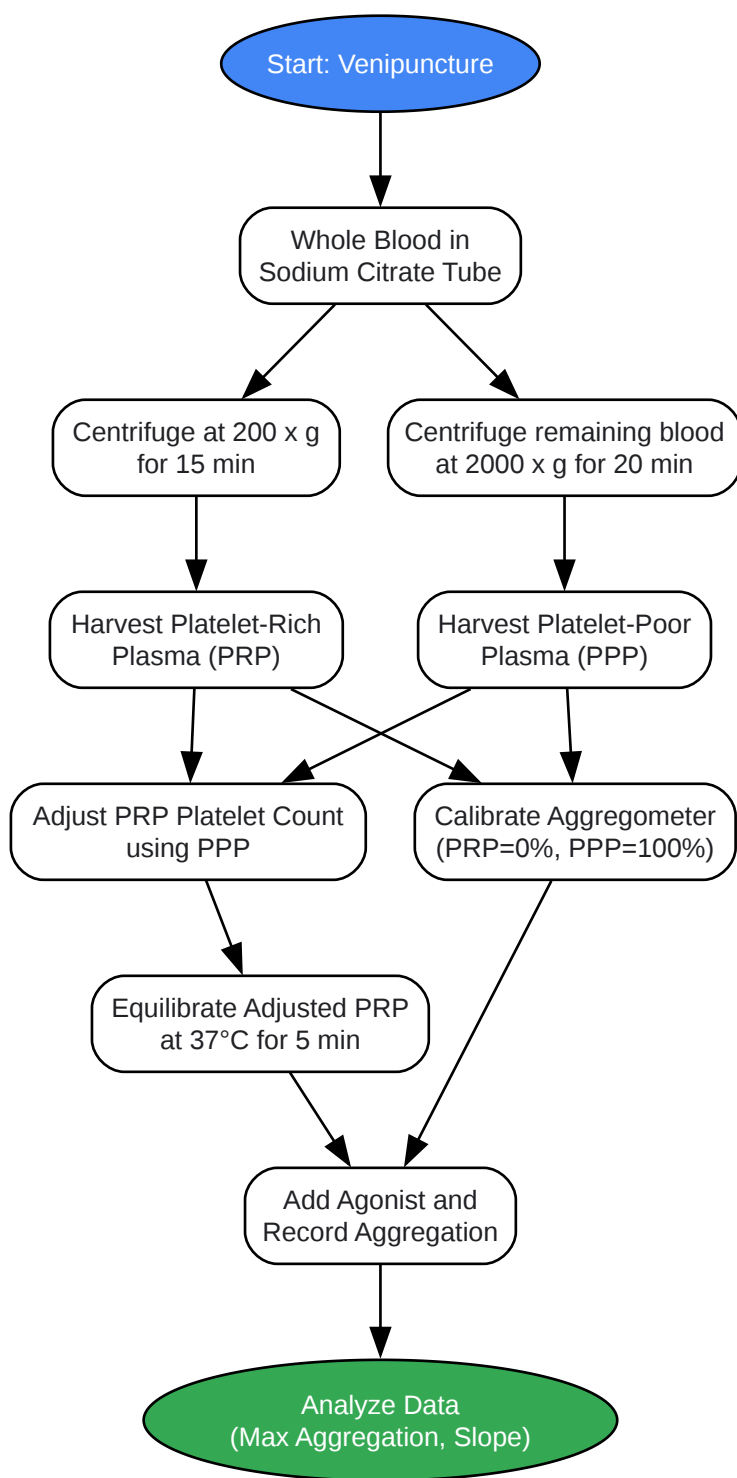 Start: Venipuncture
Whole Blood in
Sodium Citrate Tube
Centrifuge at 200 x g
for 15 min
Centrifuge remaining blood
at 2000 x g for 20 min
Harvest Platelet-Rich
Plasma (PRP)
Harvest Platelet-Poor
Plasma (PPP)
Adjust PRP Platelet Count
using PPP
Calibrate Aggregometer
(PRP=0%, PPP=100%)
Equilibrate Adjusted PRP
at 37°C for 5 min
Add Agonist and
Record Aggregation
Analyze Data
(Max Aggregation, Slope)